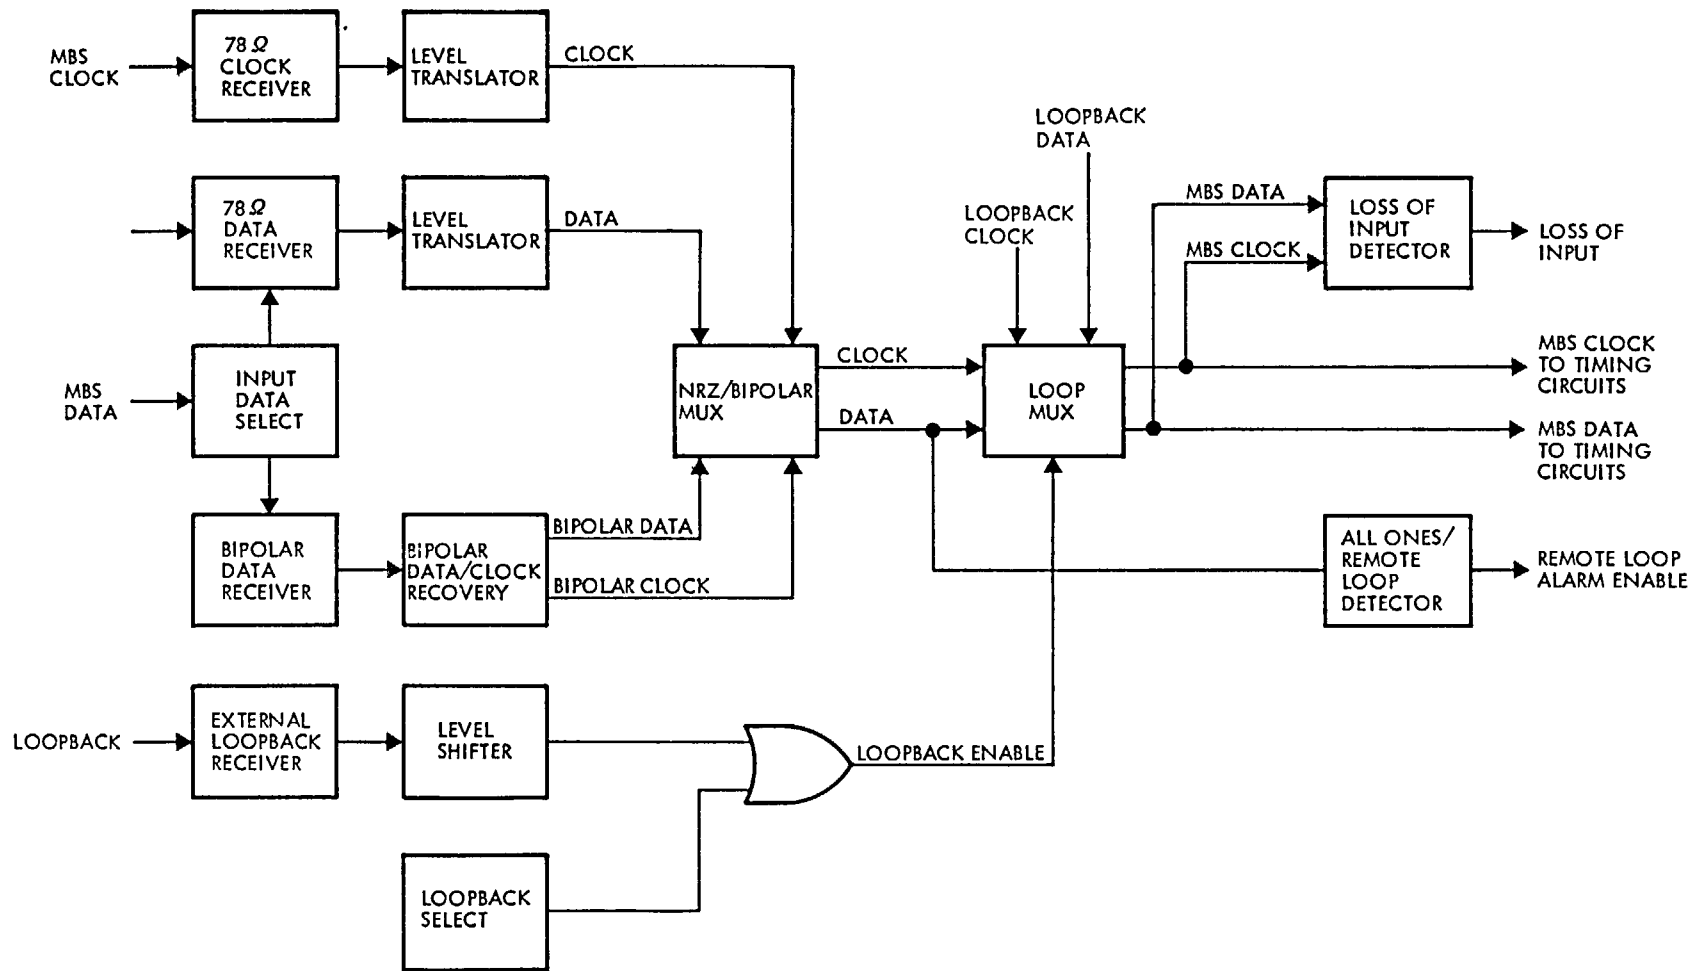 MBS
CLOCK
78Ω
CLOCK
RECEIVER
LEVEL
TRANSLATOR
CLOCK
78Ω
DATA
RECEIVER
LEVEL
TRANSLATOR
DATA
MBS
DATA
INPUT
DATA
SELECT
BIPOLAR
DATA
RECEIVER
BIPOLAR
DATA/CLOCK
RECOVERY
BIPOLAR DATA
BIPOLAR CLOCK
NRZ/BIPOLAR
MUX
CLOCK
DATA
LOOPBACK
DATA
LOOPBACK
CLOCK
LOOP
MUX
MBS DATA
MBS CLOCK
LOSS OF
INPUT
DETECTOR
LOSS OF
INPUT
MBS CLOCK
TO TIMING
CIRCUITS
MBS DATA
TO TIMING
CIRCUITS
ALL ONES/
REMOTE
LOOP
DETECTOR
REMOTE LOOP
ALARM ENABLE
LOOPBACK
EXTERNAL
LOOPBACK
RECEIVER
LEVEL
SHIFTER
LOOPBACK ENABLE
LOOPBACK
SELECT